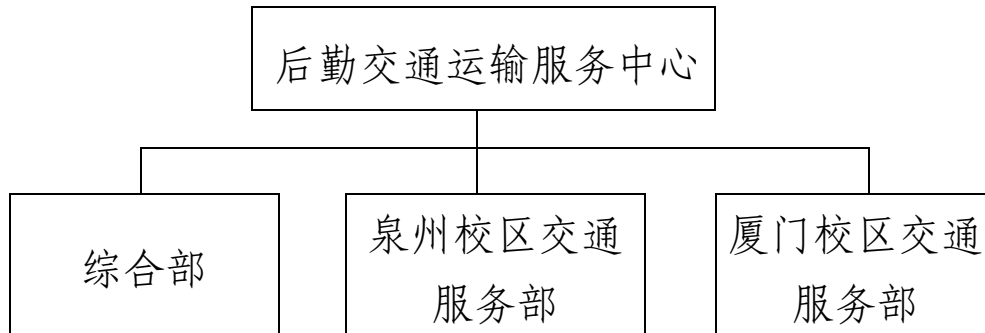 后勤交通运输服务中心
综合部
泉州校区交通
服务部
厦门校区交通
服务部